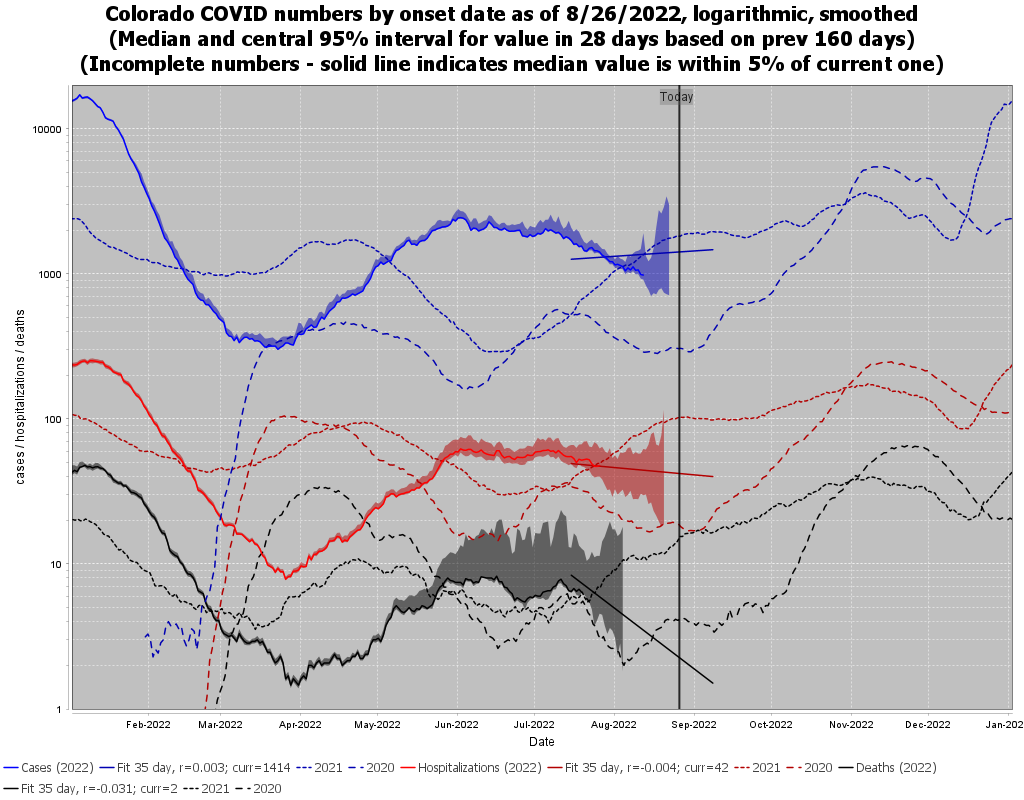 Colorado COVID numbers by onset date as of 8/26/2022, logarithmic, smoothed
(Median and central 95% interval for value in 28 days based on prev 160 days)
(Incomplete numbers - solid line indicates median value is within 5% of current one)
Today
10000
1000
100
10
1
cases / hospitalizations / deaths
Feb-2022 Mar-2022 Apr-2022 May-2022 Jun-2022 Jul-2022 Aug-2022 Sep-2022 Oct-2022 Nov-2022 Dec-2022 Jan-202
Date
Cases (2022) Fit 35 day, r=0.003; curr=1414 2021 2020 Hospitalizations (2022) Fit 35 day, r=-0.004; curr=42 2021 2020 Deaths (2022)
Fit 35 day, r=-0.031; curr=2 2021 2020